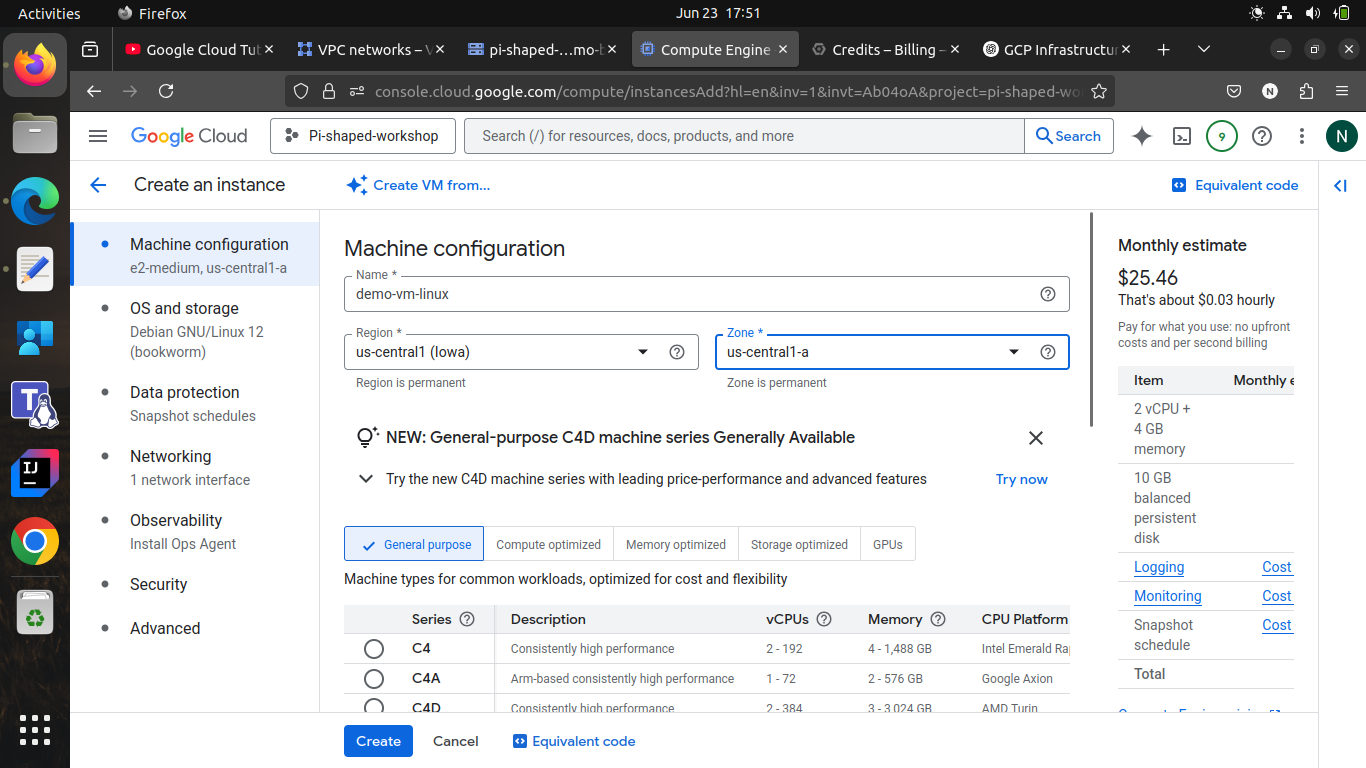 Activities
Firefox
Jun 23 17:51
Google Cloud Tut
VPC networks – V
pi-shaped-…mo-b
Compute Engine
Credits – Billing –
GCP Infrastructur
console.cloud.google.com/compute/instancesAdd?hl=en&inv=1&invt=Ab04oA&project=pi-shaped-wo
Google Cloud
Pi-shaped-workshop
Search (/) for resources, docs, products, and more
Search
9
N
Create an instance
Create VM from...
Equivalent code
Machine configuration
e2-medium, us-central1-a
OS and storage
Debian GNU/Linux 12
(bookworm)
Data protection
Snapshot schedules
Networking
1 network interface
Observability
Install Ops Agent
Security
Advanced
Machine configuration
Name *
demo-vm-linux
Region *
us-central1 (Iowa)
Region is permanent
Zone *
us-central1-a
Zone is permanent
NEW: General-purpose C4D machine series Generally Available
Try the new C4D machine series with leading price-performance and advanced features
Try now
General purpose
Compute optimized
Memory optimized
Storage optimized
GPUs
Machine types for common workloads, optimized for cost and flexibility
Series Description vCPUs Memory CPU Platform
C4 Consistently high performance 2 - 192 4 - 1,488 GB Intel Emerald Ra
C4A Arm-based consistently high performance 1 - 72 2 - 576 GB Google Axion
C4D Consistently high performance 2 - 384 3 - 3,024 GB AMD Turin
Create
Cancel
Equivalent code
Monthly estimate
$25.46
That's about $0.03 hourly
Pay for what you use: no upfront
costs and per second billing
Item Monthly e
2 vCPU +
4 GB
memory
10 GB
balanced
persistent
disk
Logging Cost
Monitoring Cost
Snapshot Cost
schedule
Total
T
IJ
N